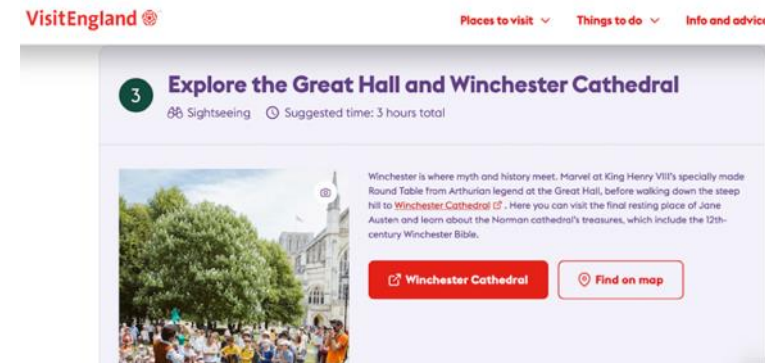 VisitEngland
Places to visit
Things to do
Info and advice
3
Explore the Great Hall and Winchester Cathedral
Sightseeing
Suggested time: 3 hours total
Winchester is where myth and history meet. Marvel at King Henry VIII's specially made
Round Table from Arthurian legend at the Great Hall, before walking down the steep
hill to Winchester Cathedral . Here you can visit the final resting place of Jane
Austen and learn about the Norman cathedral's treasures, which include the 12th-
century Winchester Bible.
Winchester Cathedral
Find on map